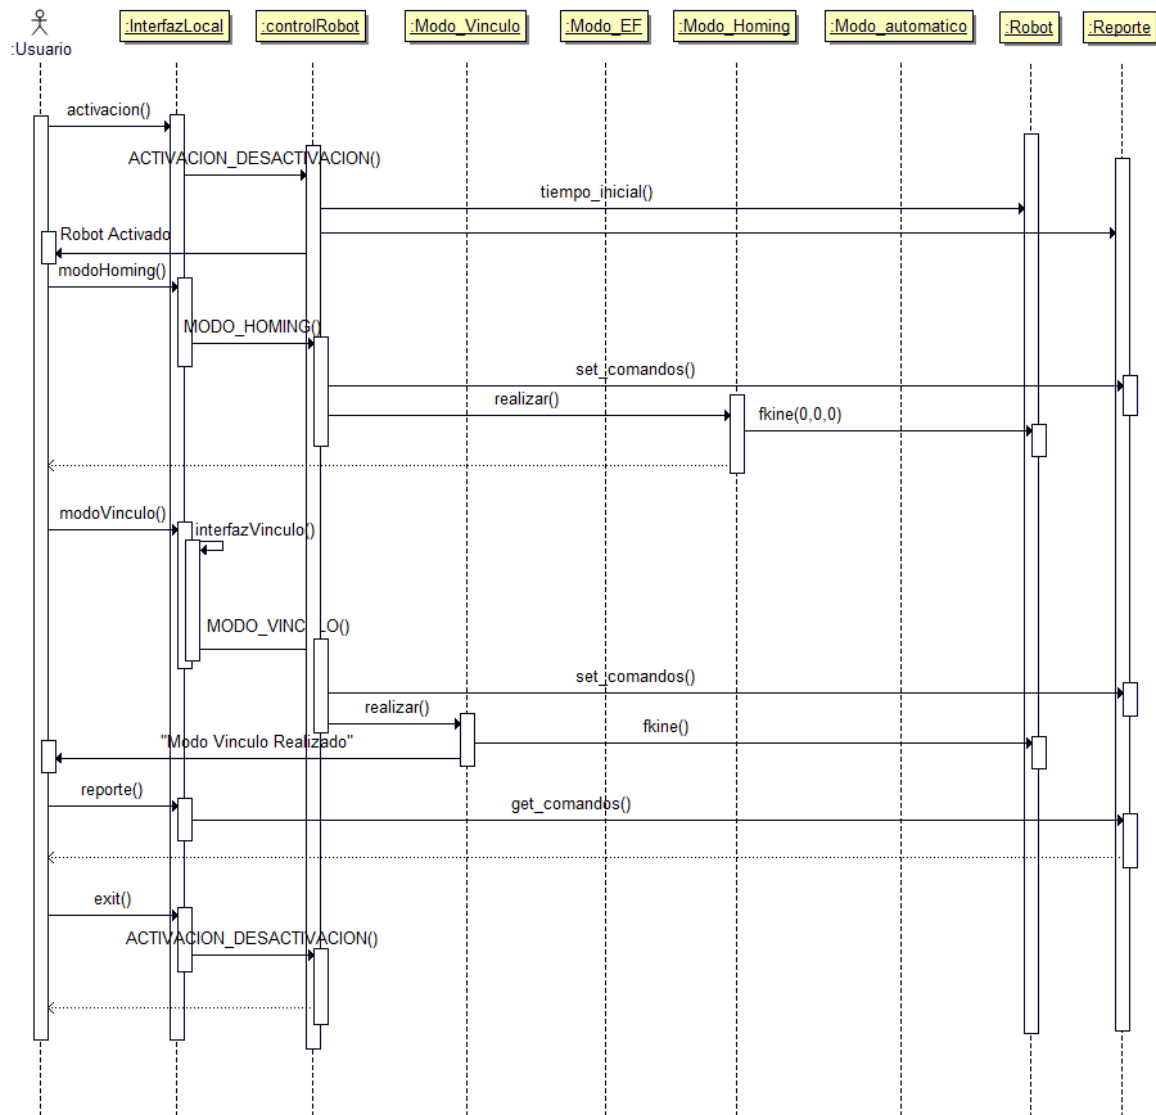 :InterfazLocal
:controlRobot
:Modo_Vinculo
:Modo_EF
:Modo_Homing
:Modo_automatico
:Robot
:Reporte
:Usuario
activacion()
ACTIVACION_DESACTIVACION()
tiempo_inicial()
Robot Activado
modoHoming()
MODO_HOMING()
set_comandos()
realizar()
fkine(0,0,0)
modoVinculo()
interfazVinculo()
MODO_VINCULO()
set_comandos()
realizar()
fkine()
"Modo Vinculo Realizado"
reporte()
get_comandos()
exit()
ACTIVACION_DESACTIVACION()